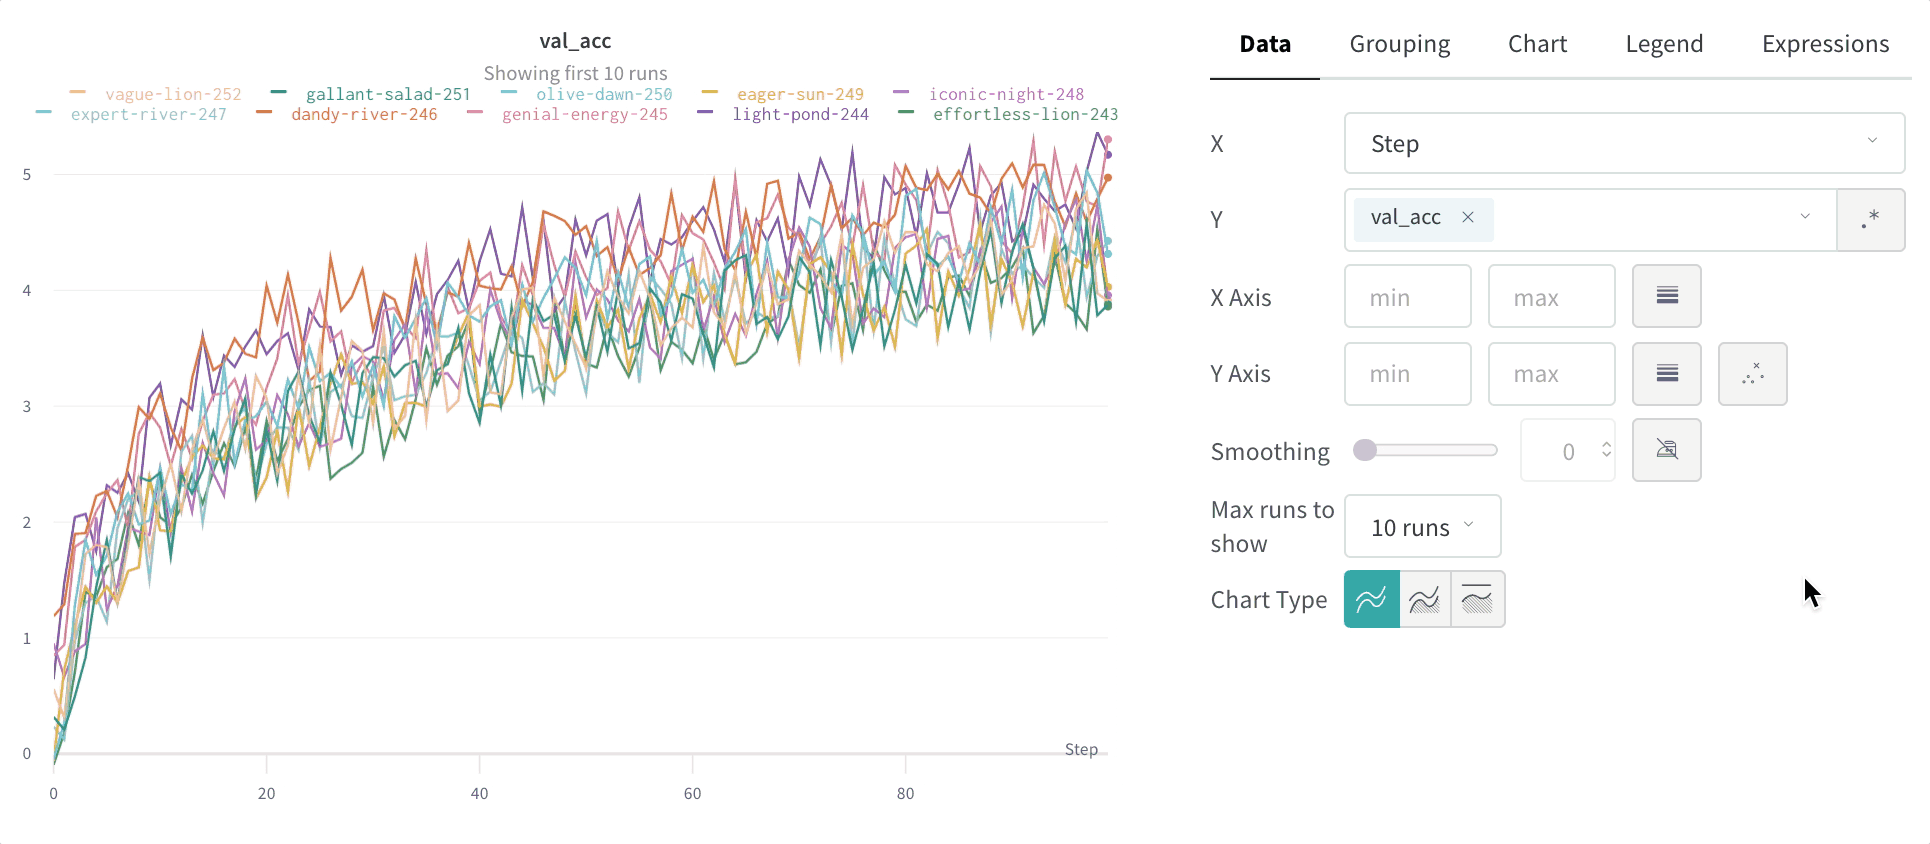 val_acc
Showing first 10 runs
vague-lion-252 gallant-salad-251 olive-dawn-250 eager-sun-249 iconic-night-248
expert-river-247 dandy-river-246 genial-energy-245 light-pond-244 effortless-lion-243
5
4
3
2
1
0
Step
0 20 40 60 80
Data Grouping Chart Legend Expressions
X Step
Y val_acc × .*
X Axis min max
Y Axis min max
Smoothing 0
Max runs to
show
10 runs
Chart Type